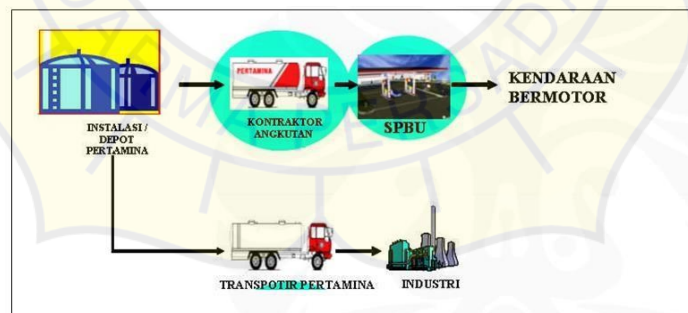 PERTAMINA
INSTALASI /
DEPOT
PERTAMINA
KONTRAKTOR
ANGKUTAN
SPBU
KENDARAAN
BERMOTOR
TRANSPOTIR PERTAMINA
INDUSTRI